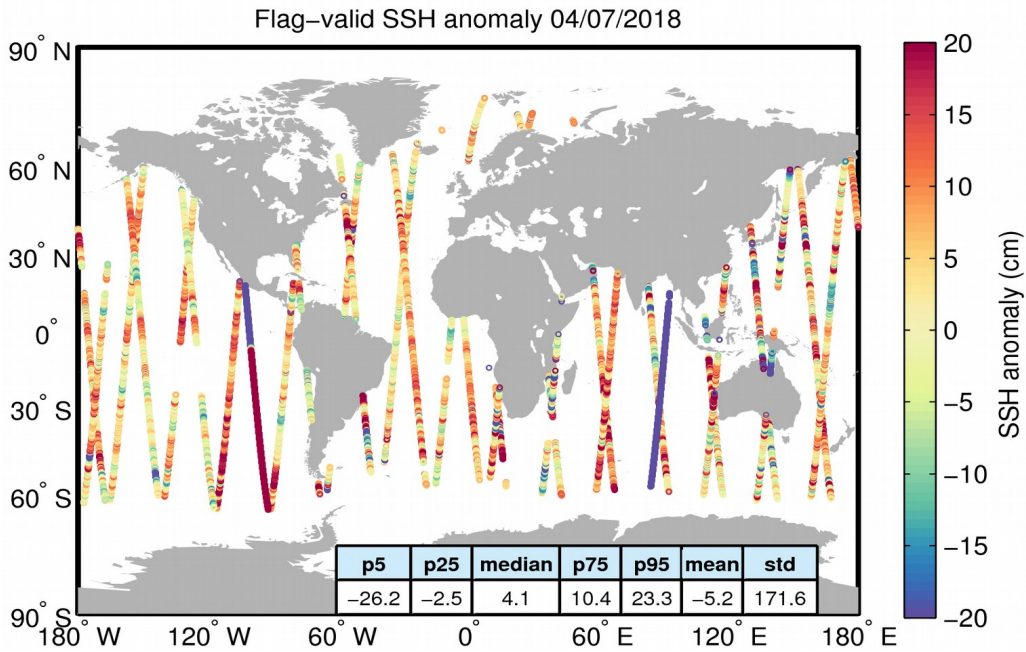 Flag−valid SSH anomaly 04/07/2018
90° N
60° N
30° N
0°
30° S
60° S
90° S
180° W
120° W
60° W
0°
60° E
120° E
180° E
p5 p25 median p75 p95 mean std
−26.2 −2.5 4.1 10.4 23.3 −5.2 171.6
20
15
10
5
0
−5
−10
−15
−20
SSH anomaly (cm)